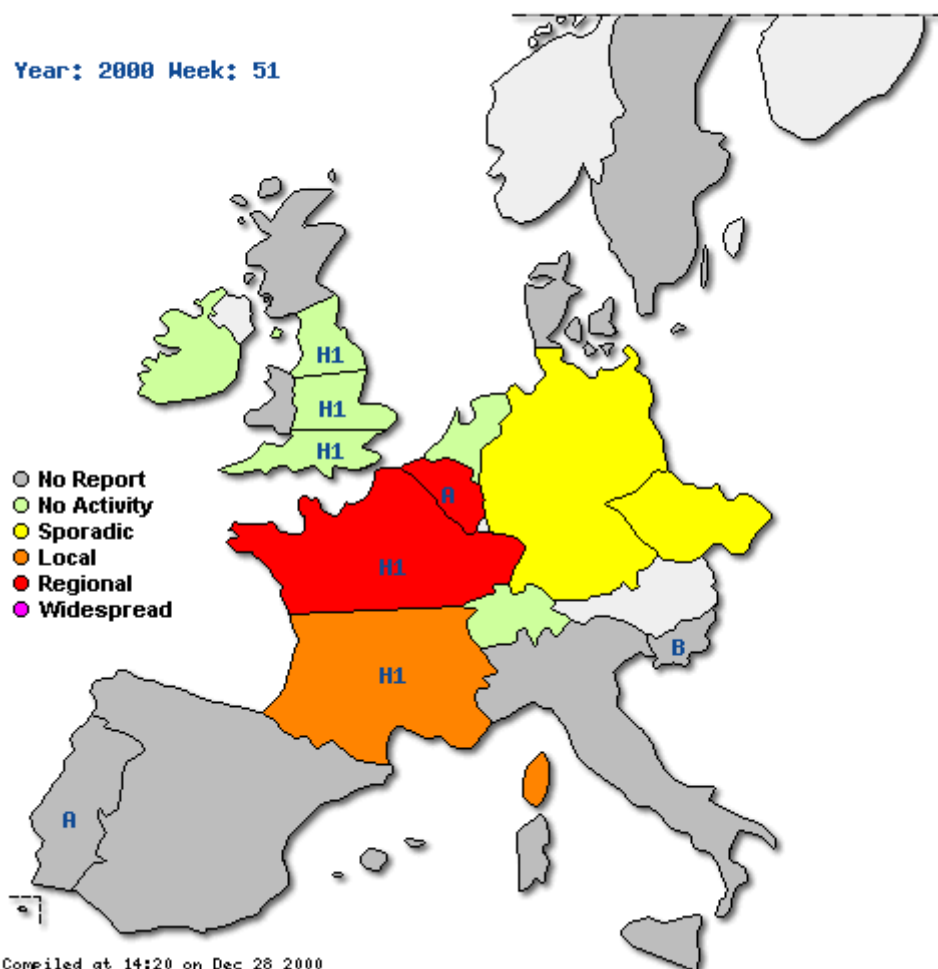 Year: 2000 Week: 51
H1
H1
H1
No Report
No Activity
Sporadic
Local
Regional
Widespread
A
H1
H1
B
A
Compiled at 14:20 on Dec 28 2000